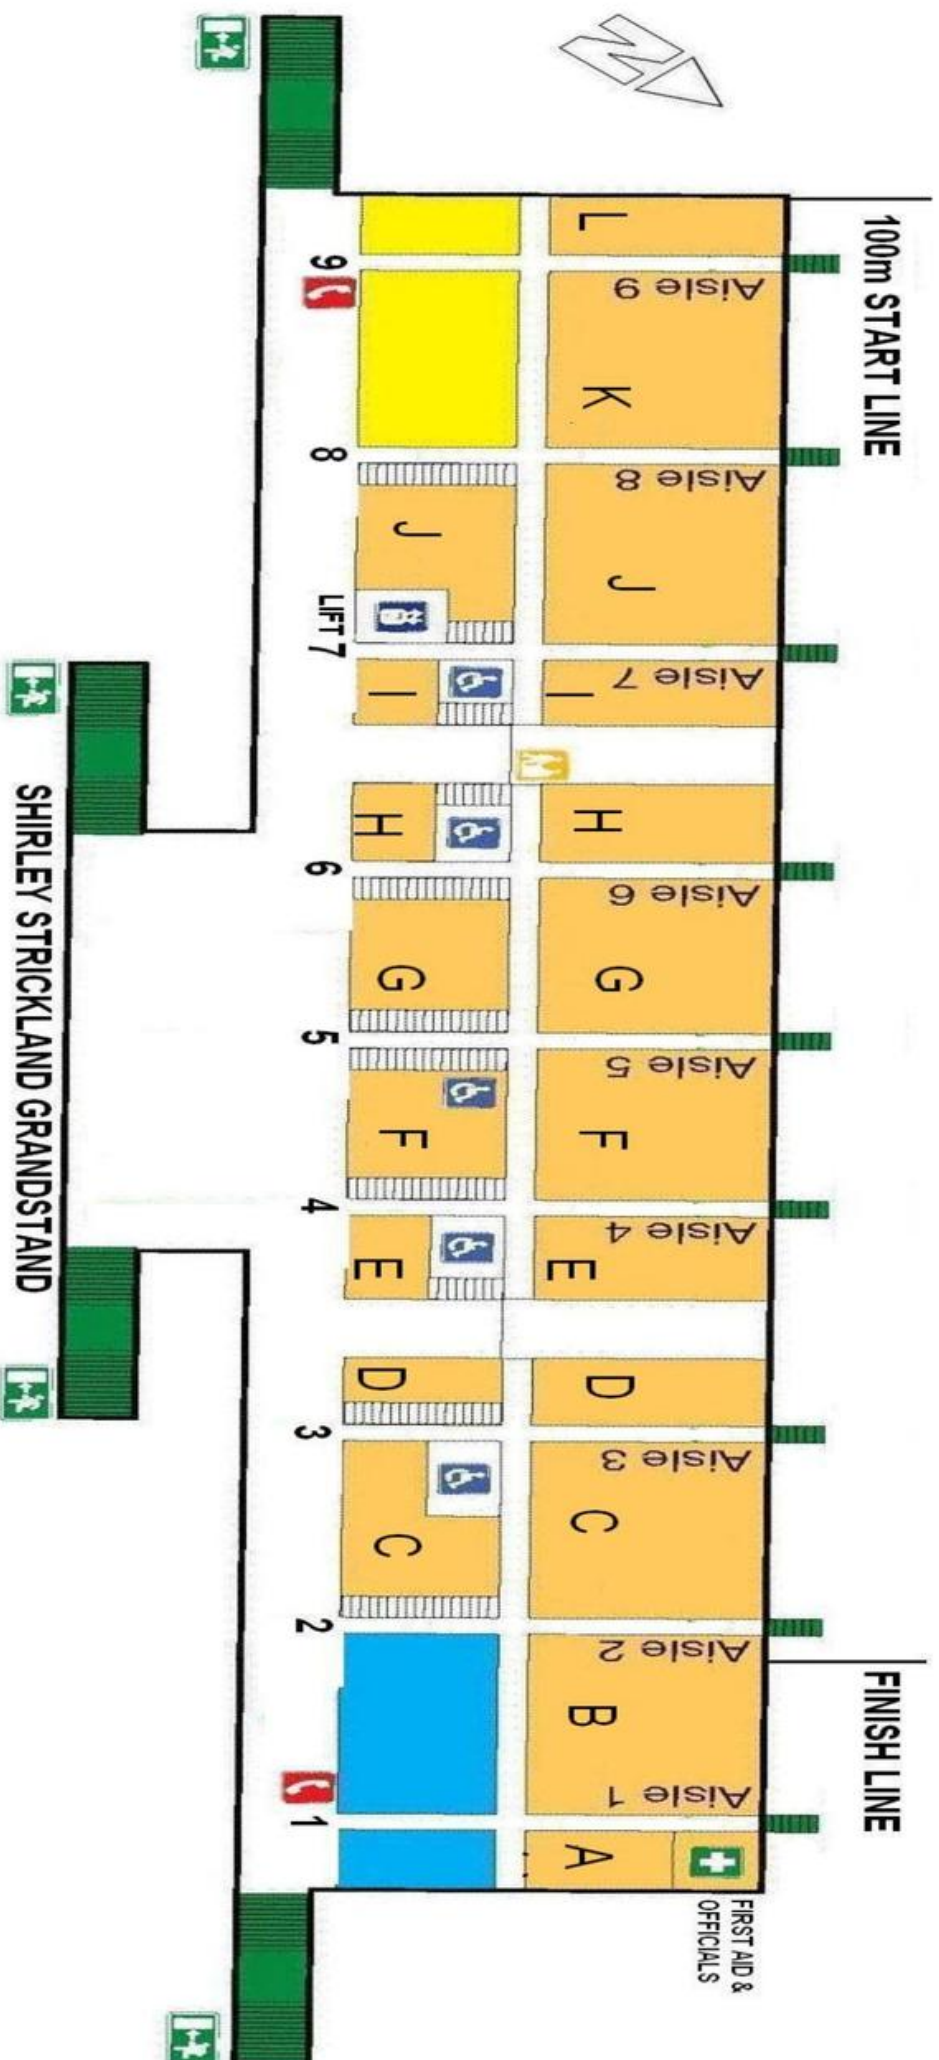 100m START LINE
FINISH LINE
FIRST AID &
OFFICIALS
L
Aisle 9
K
Aisle 8
J
Aisle 7
I
H
Aisle 6
G
Aisle 5
F
Aisle 4
E
D
Aisle 3
C
Aisle 2
B
Aisle 1
A
J
I
H
G
F
E
D
C
9
8
LIFT 7
6
5
4
3
2
1
SHIRLEY STRICKLAND GRANDSTAND
N